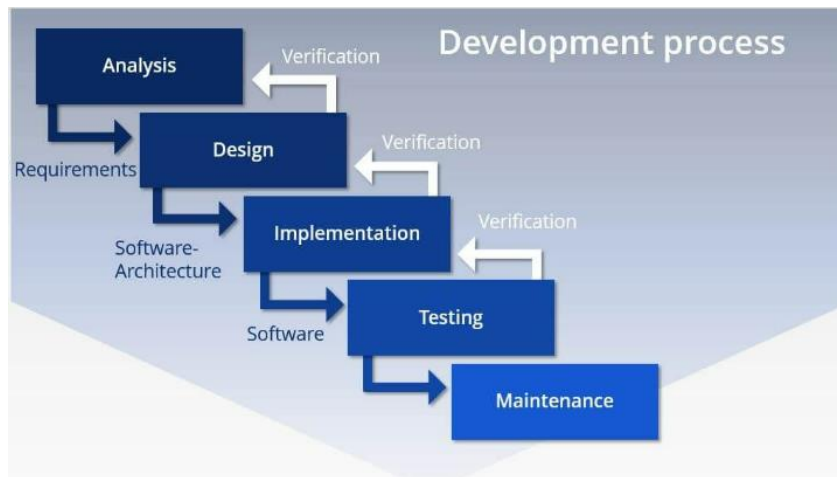 Development process
Analysis
Verification
Requirements
Design
Verification
Software-
Architecture
Implementation
Verification
Software
Testing
Maintenance